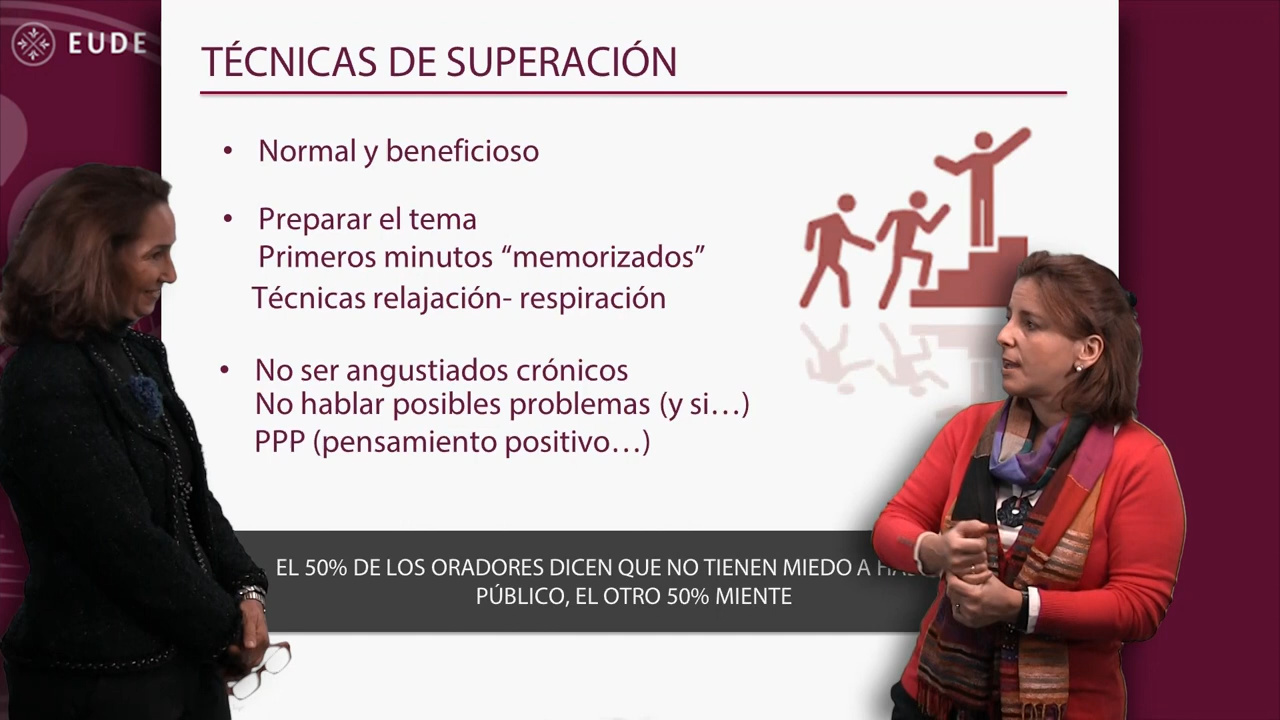 EUDE
TÉCNICAS DE SUPERACIÓN
• Normal y beneficioso
• Preparar el tema
Primeros minutos “memorizados”
Técnicas relajación- respiración
• No ser angustiados crónicos
No hablar posibles problemas (y si…)
PPP (pensamiento positivo…)
EL 50% DE LOS ORADORES DICEN QUE NO TIENEN MIEDO A
PÚBLICO, EL OTRO 50% MIENTE